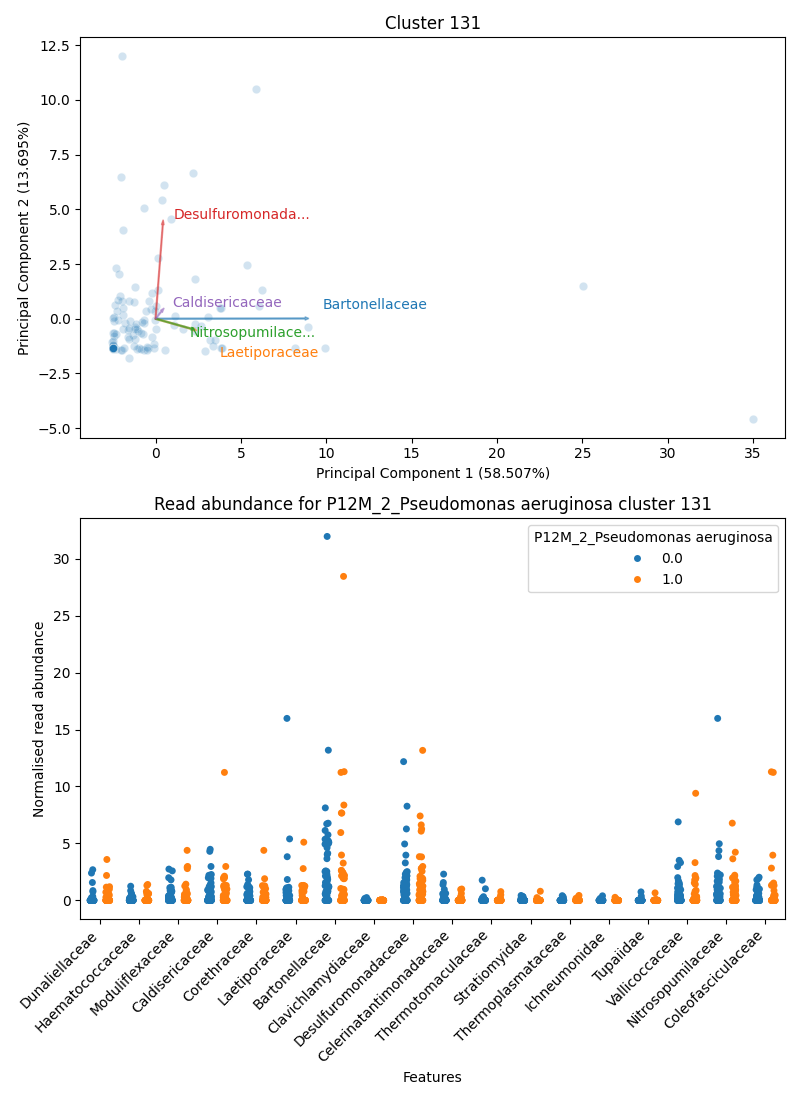 Cluster 131
12.5
10.0
7.5
5.0
2.5
0.0
−2.5
−5.0
Principal Component 2 (13.695%)
Desulfuromonada...
Caldisericaceae
Bartonellaceae
Nitrosopumilace...
Laetiporaceae
0
5
10
15
20
25
30
35
Principal Component 1 (58.507%)
Read abundance for P12M_2_Pseudomonas aeruginosa cluster 131
P12M_2_Pseudomonas aeruginosa
0.0
1.0
30
25
20
15
10
5
0
Normalised read abundance
Dunaliellaceae
Haematococcaceae
Moduliflexaceae
Caldisericaceae
Corethraceae
Laetiporaceae
Bartonellaceae
Clavichlamydiaceae
Desulfuromonadaceae
Celerinatantimonadaceae
Thermotomaculaceae
Stratiomyidae
Thermoplasmataceae
Ichneumonidae
Tupaiidae
Vallicoccaceae
Nitrosopumilaceae
Coleofasciculaceae
Features